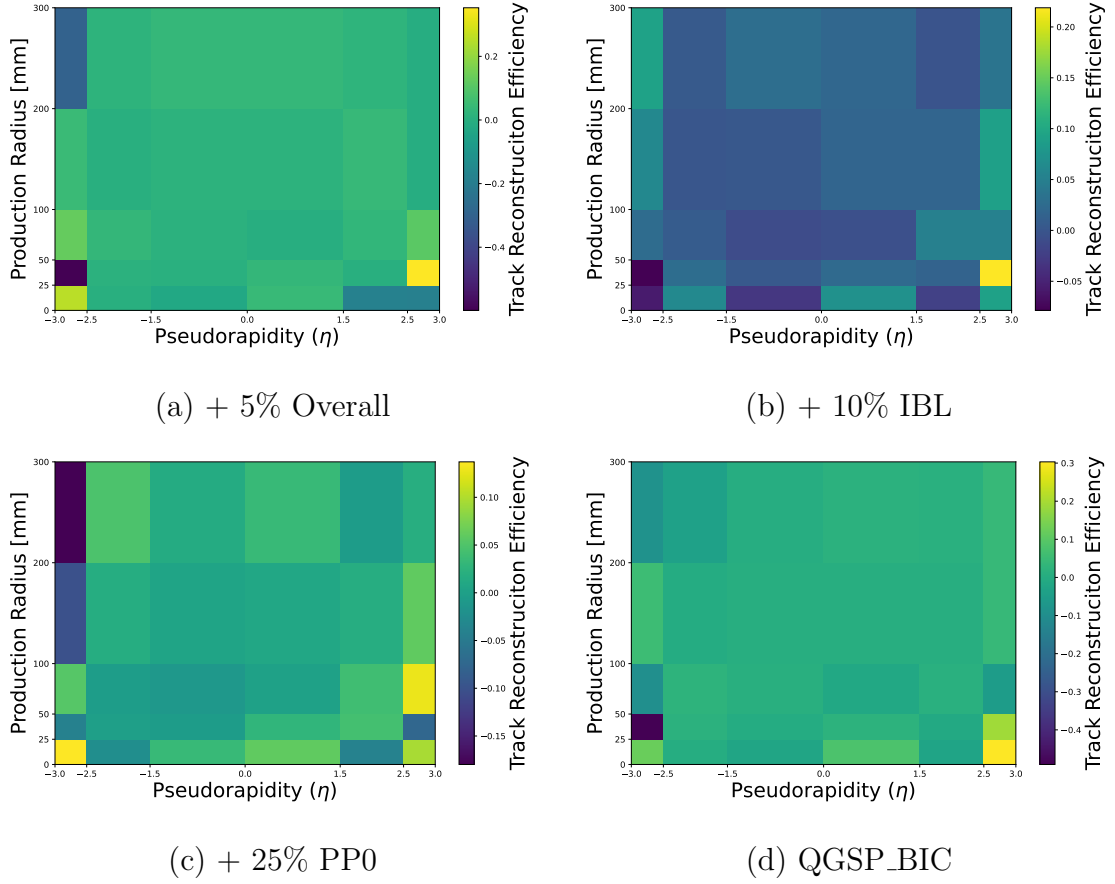 300
200
100
50
25
0
−3.0 −2.5 −1.5 0.0 1.5 2.5 3.0
Production Radius [mm]
Pseudorapidity (η)
0.2
0.0
−0.2
−0.4
Track Reconstruciton Efficiency
(a) + 5% Overall
300
200
100
50
25
0
−3.0 −2.5 −1.5 0.0 1.5 2.5 3.0
Production Radius [mm]
Pseudorapidity (η)
0.20
0.15
0.10
0.05
0.00
−0.05
Track Reconstruciton Efficiency
(b) + 10% IBL
300
200
100
50
25
0
−3.0 −2.5 −1.5 0.0 1.5 2.5 3.0
Production Radius [mm]
Pseudorapidity (η)
0.10
0.05
0.00
−0.05
−0.10
−0.15
Track Reconstruciton Efficiency
(c) + 25% PP0
300
200
100
50
25
0
−3.0 −2.5 −1.5 0.0 1.5 2.5 3.0
Production Radius [mm]
Pseudorapidity (η)
0.3
0.2
0.1
0.0
−0.1
−0.2
−0.3
−0.4
Track Reconstruciton Efficiency
(d) QGSP_BIC